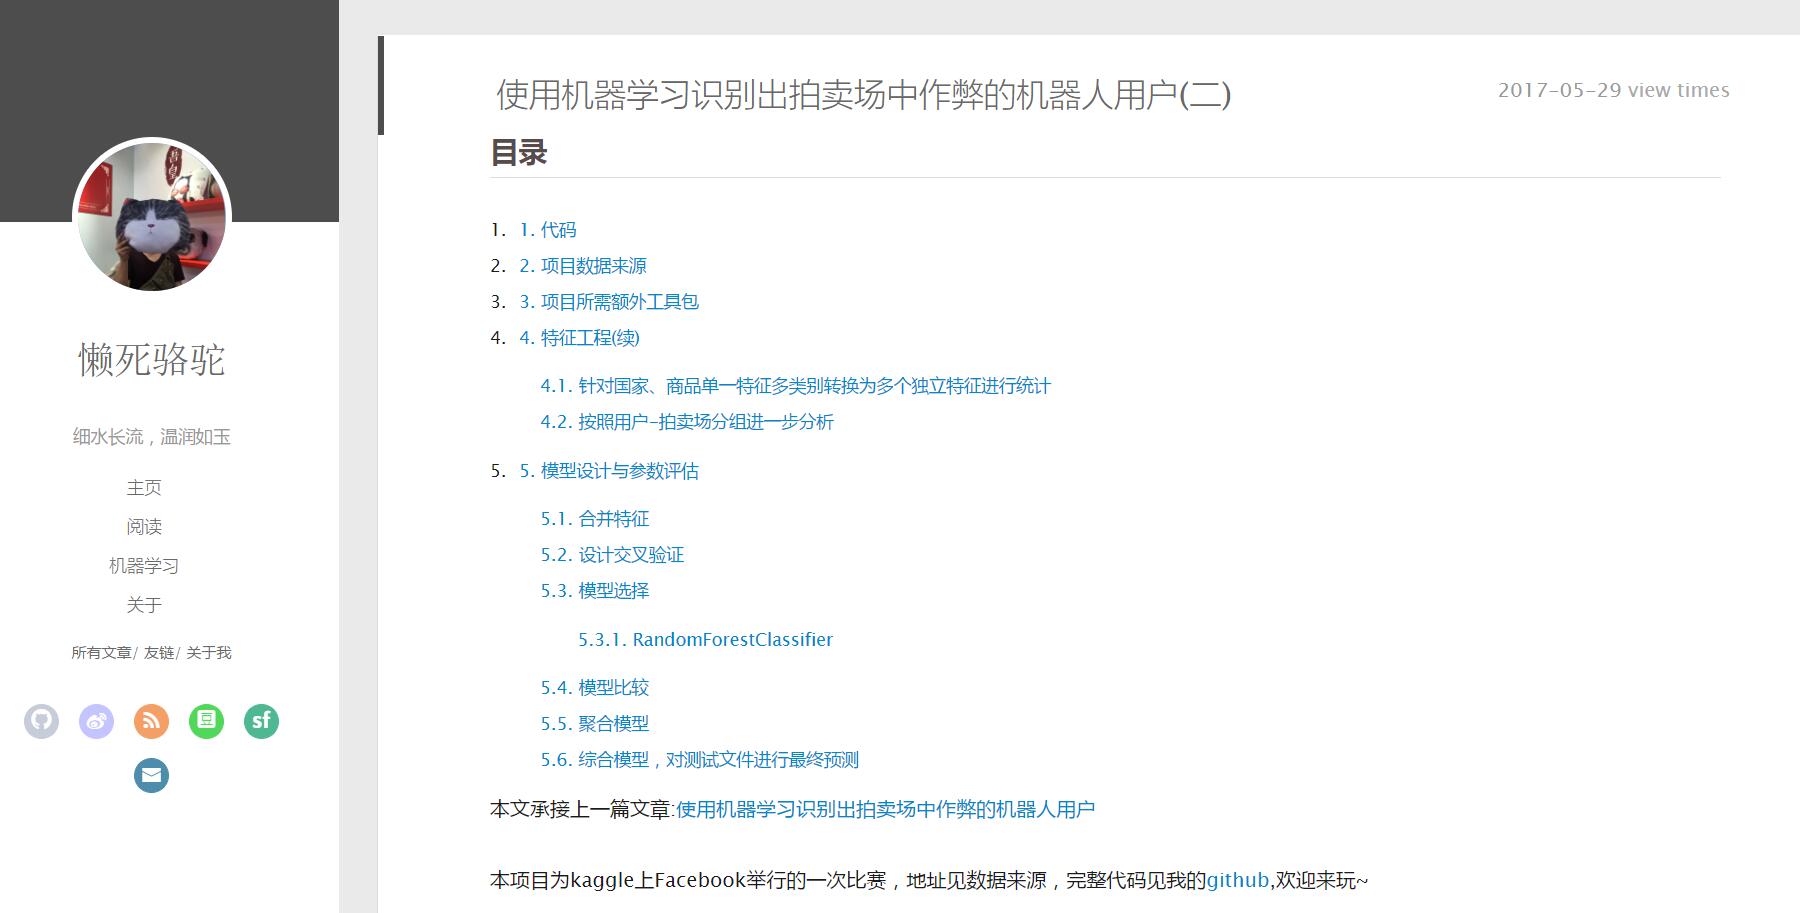 懒死骆驼
细水长流，温润如玉
主页
阅读
机器学习
关于
所有文章/ 友链/ 关于我
sf
使用机器学习识别出拍卖场中作弊的机器人用户(二)
2017-05-29 view times
目录
1. 1. 代码
2. 2. 项目数据来源
3. 3. 项目所需额外工具包
4. 4. 特征工程(续)
4.1. 针对国家、商品单一特征多类别转换为多个独立特征进行统计
4.2. 按照用户-拍卖场分组进一步分析
5. 5. 模型设计与参数评估
5.1. 合并特征
5.2. 设计交叉验证
5.3. 模型选择
5.3.1. RandomForestClassifier
5.4. 模型比较
5.5. 聚合模型
5.6. 综合模型，对测试文件进行最终预测
本文承接上一篇文章:使用机器学习识别出拍卖场中作弊的机器人用户
本项目为kaggle上Facebook举行的一次比赛，地址见数据来源，完整代码见我的github,欢迎来玩~